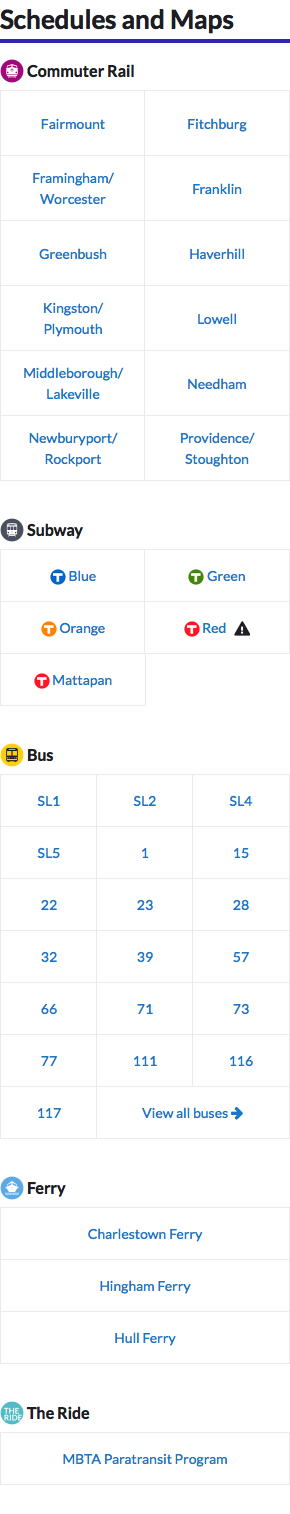 Schedules and Maps
Commuter Rail
Fairmount
Fitchburg
Framingham/
Worcester
Franklin
Greenbush
Haverhill
Kingston/
Plymouth
Lowell
Middleborough/
Lakeville
Needham
Newburyport/
Rockport
Providence/
Stoughton
Subway
T Blue
T Green
T Orange
T Red
T Mattapan
Bus
SL1
SL2
SL4
SL5
1
15
22
23
28
32
39
57
66
71
73
77
111
116
117
View all buses
Ferry
Charlestown Ferry
Hingham Ferry
Hull Ferry
THE
RIDE
The Ride
MBTA Paratransit Program